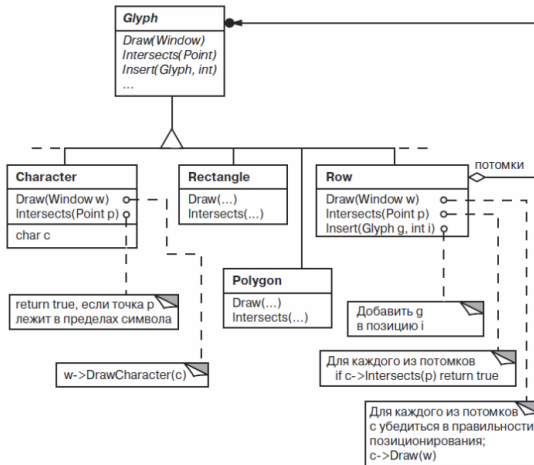 Glyph
Draw(Window)
Intersects(Point)
Insert(Glyph, int)
...
потомки
Character
Draw(Window w)
Intersects(Point p)
char c
Rectangle
Draw(...)
Intersects(...)
Row
Draw(Window w)
Intersects(Point p)
Insert(Glyph g, int i)
Polygon
Draw(...)
Intersects(...)
return true, если точка p
лежит в пределах символа
w->DrawCharacter(c)
Добавить g
в позицию i
Для каждого из потомков
if c->Intersects(p) return true
Для каждого из потомков
с убедиться в правильности
позиционирования;
c->Draw(w)